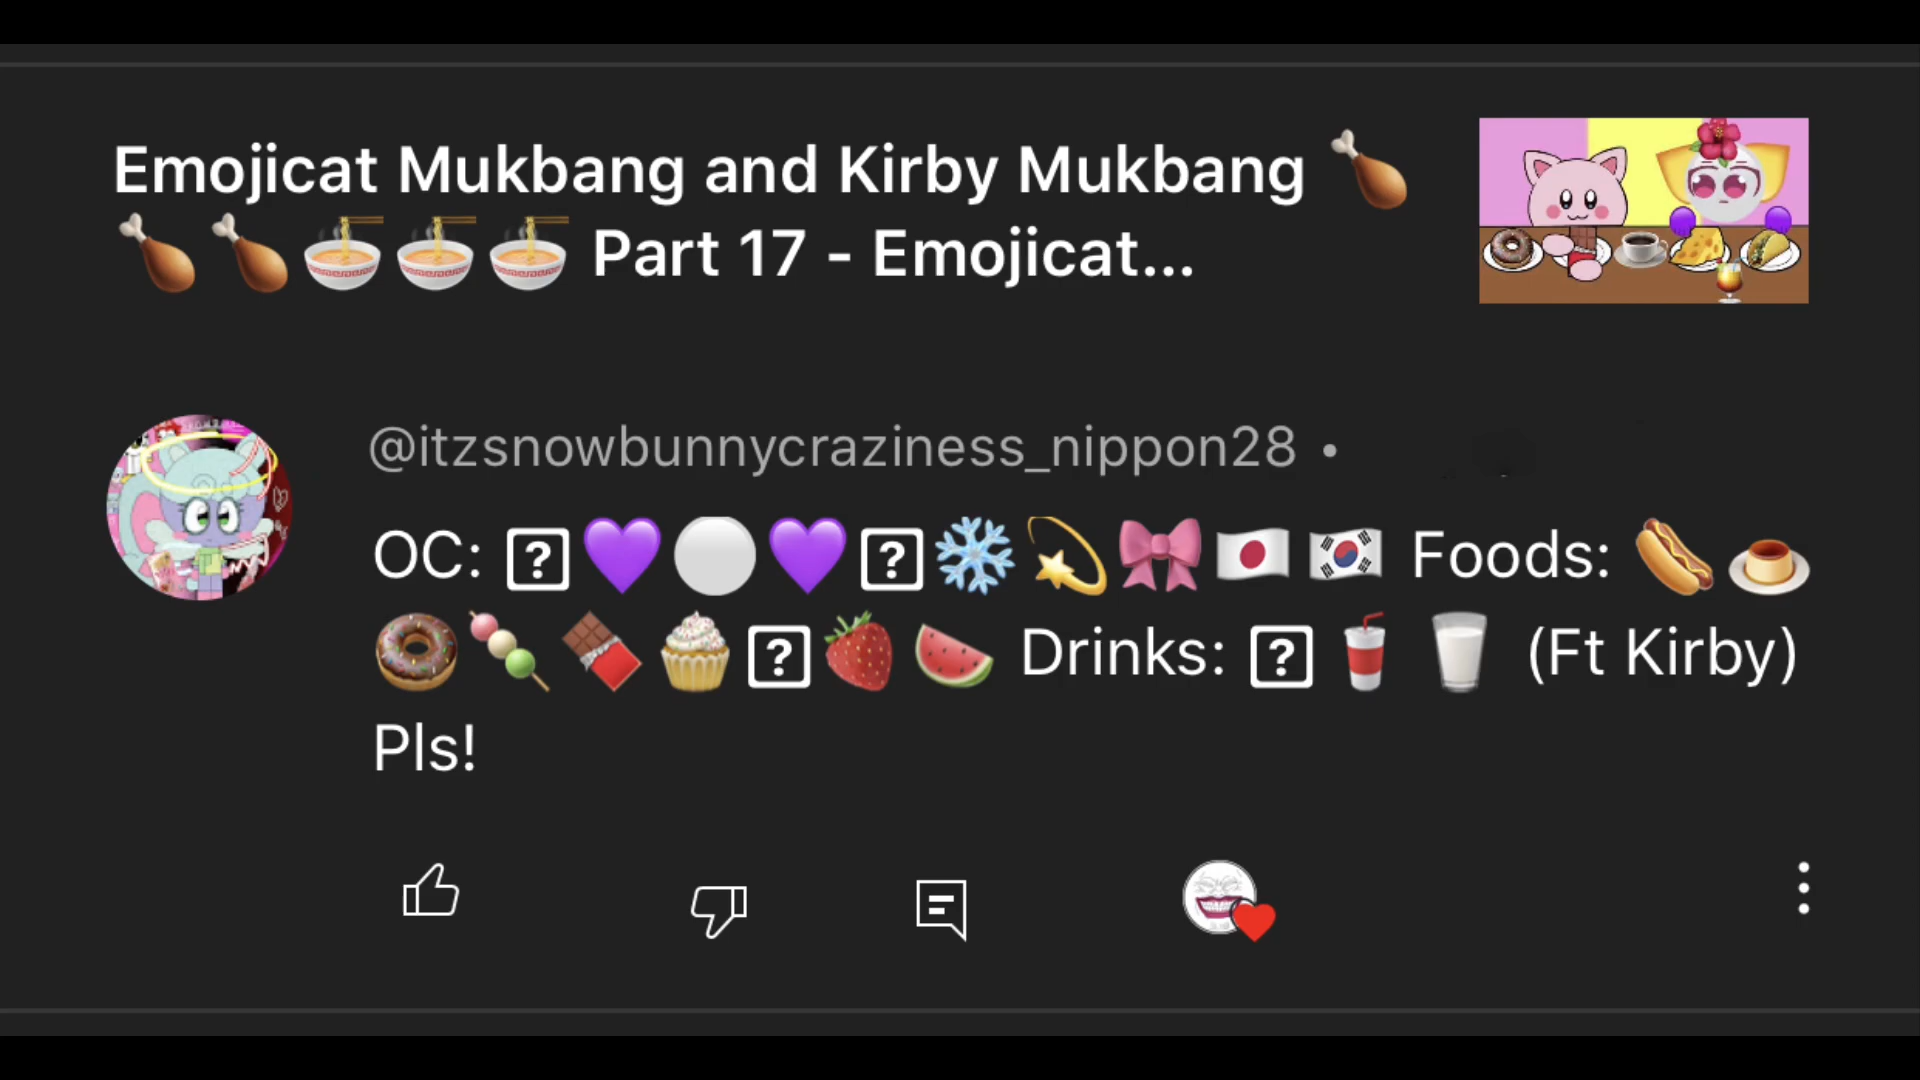 Emojicat Mukbang and Kirby Mukbang 🍗
🍗🍗🍜🍜🍜 Part 17 - Emojicat...
@itzsnowbunnycraziness_nippon28 •
OC: [?]💜⚪💜[?]❄️💫🎀🇯🇵🇰🇷 Foods: 🌭🍮
🍩🍡🍫🧁[?]🍓🍉 Drinks: [?]🥤🥛 (Ft Kirby)
Pls!